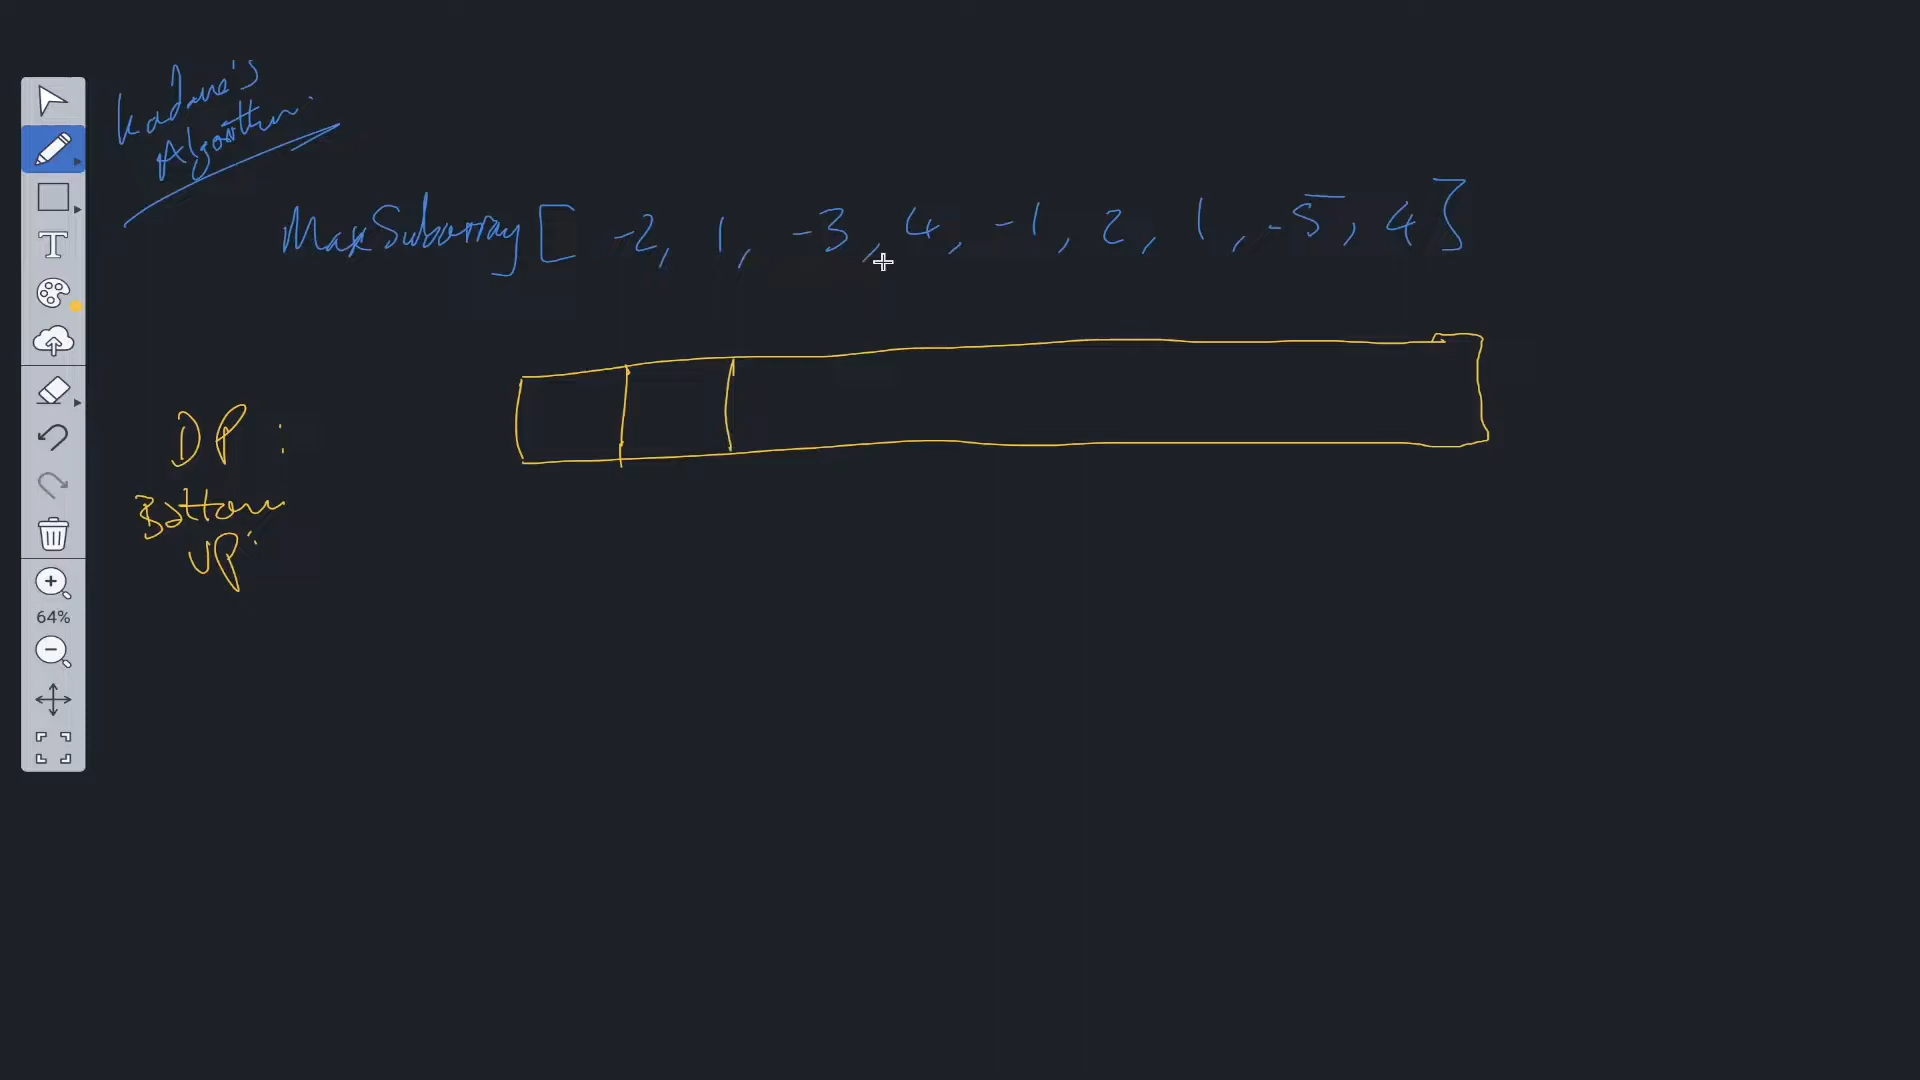 Kadane's
Algorithm.
MaxSubarray [ -2, 1, -3, 4, -1, 2, 1, -5, 4]
DP :
Bottom
UP:
64%
T